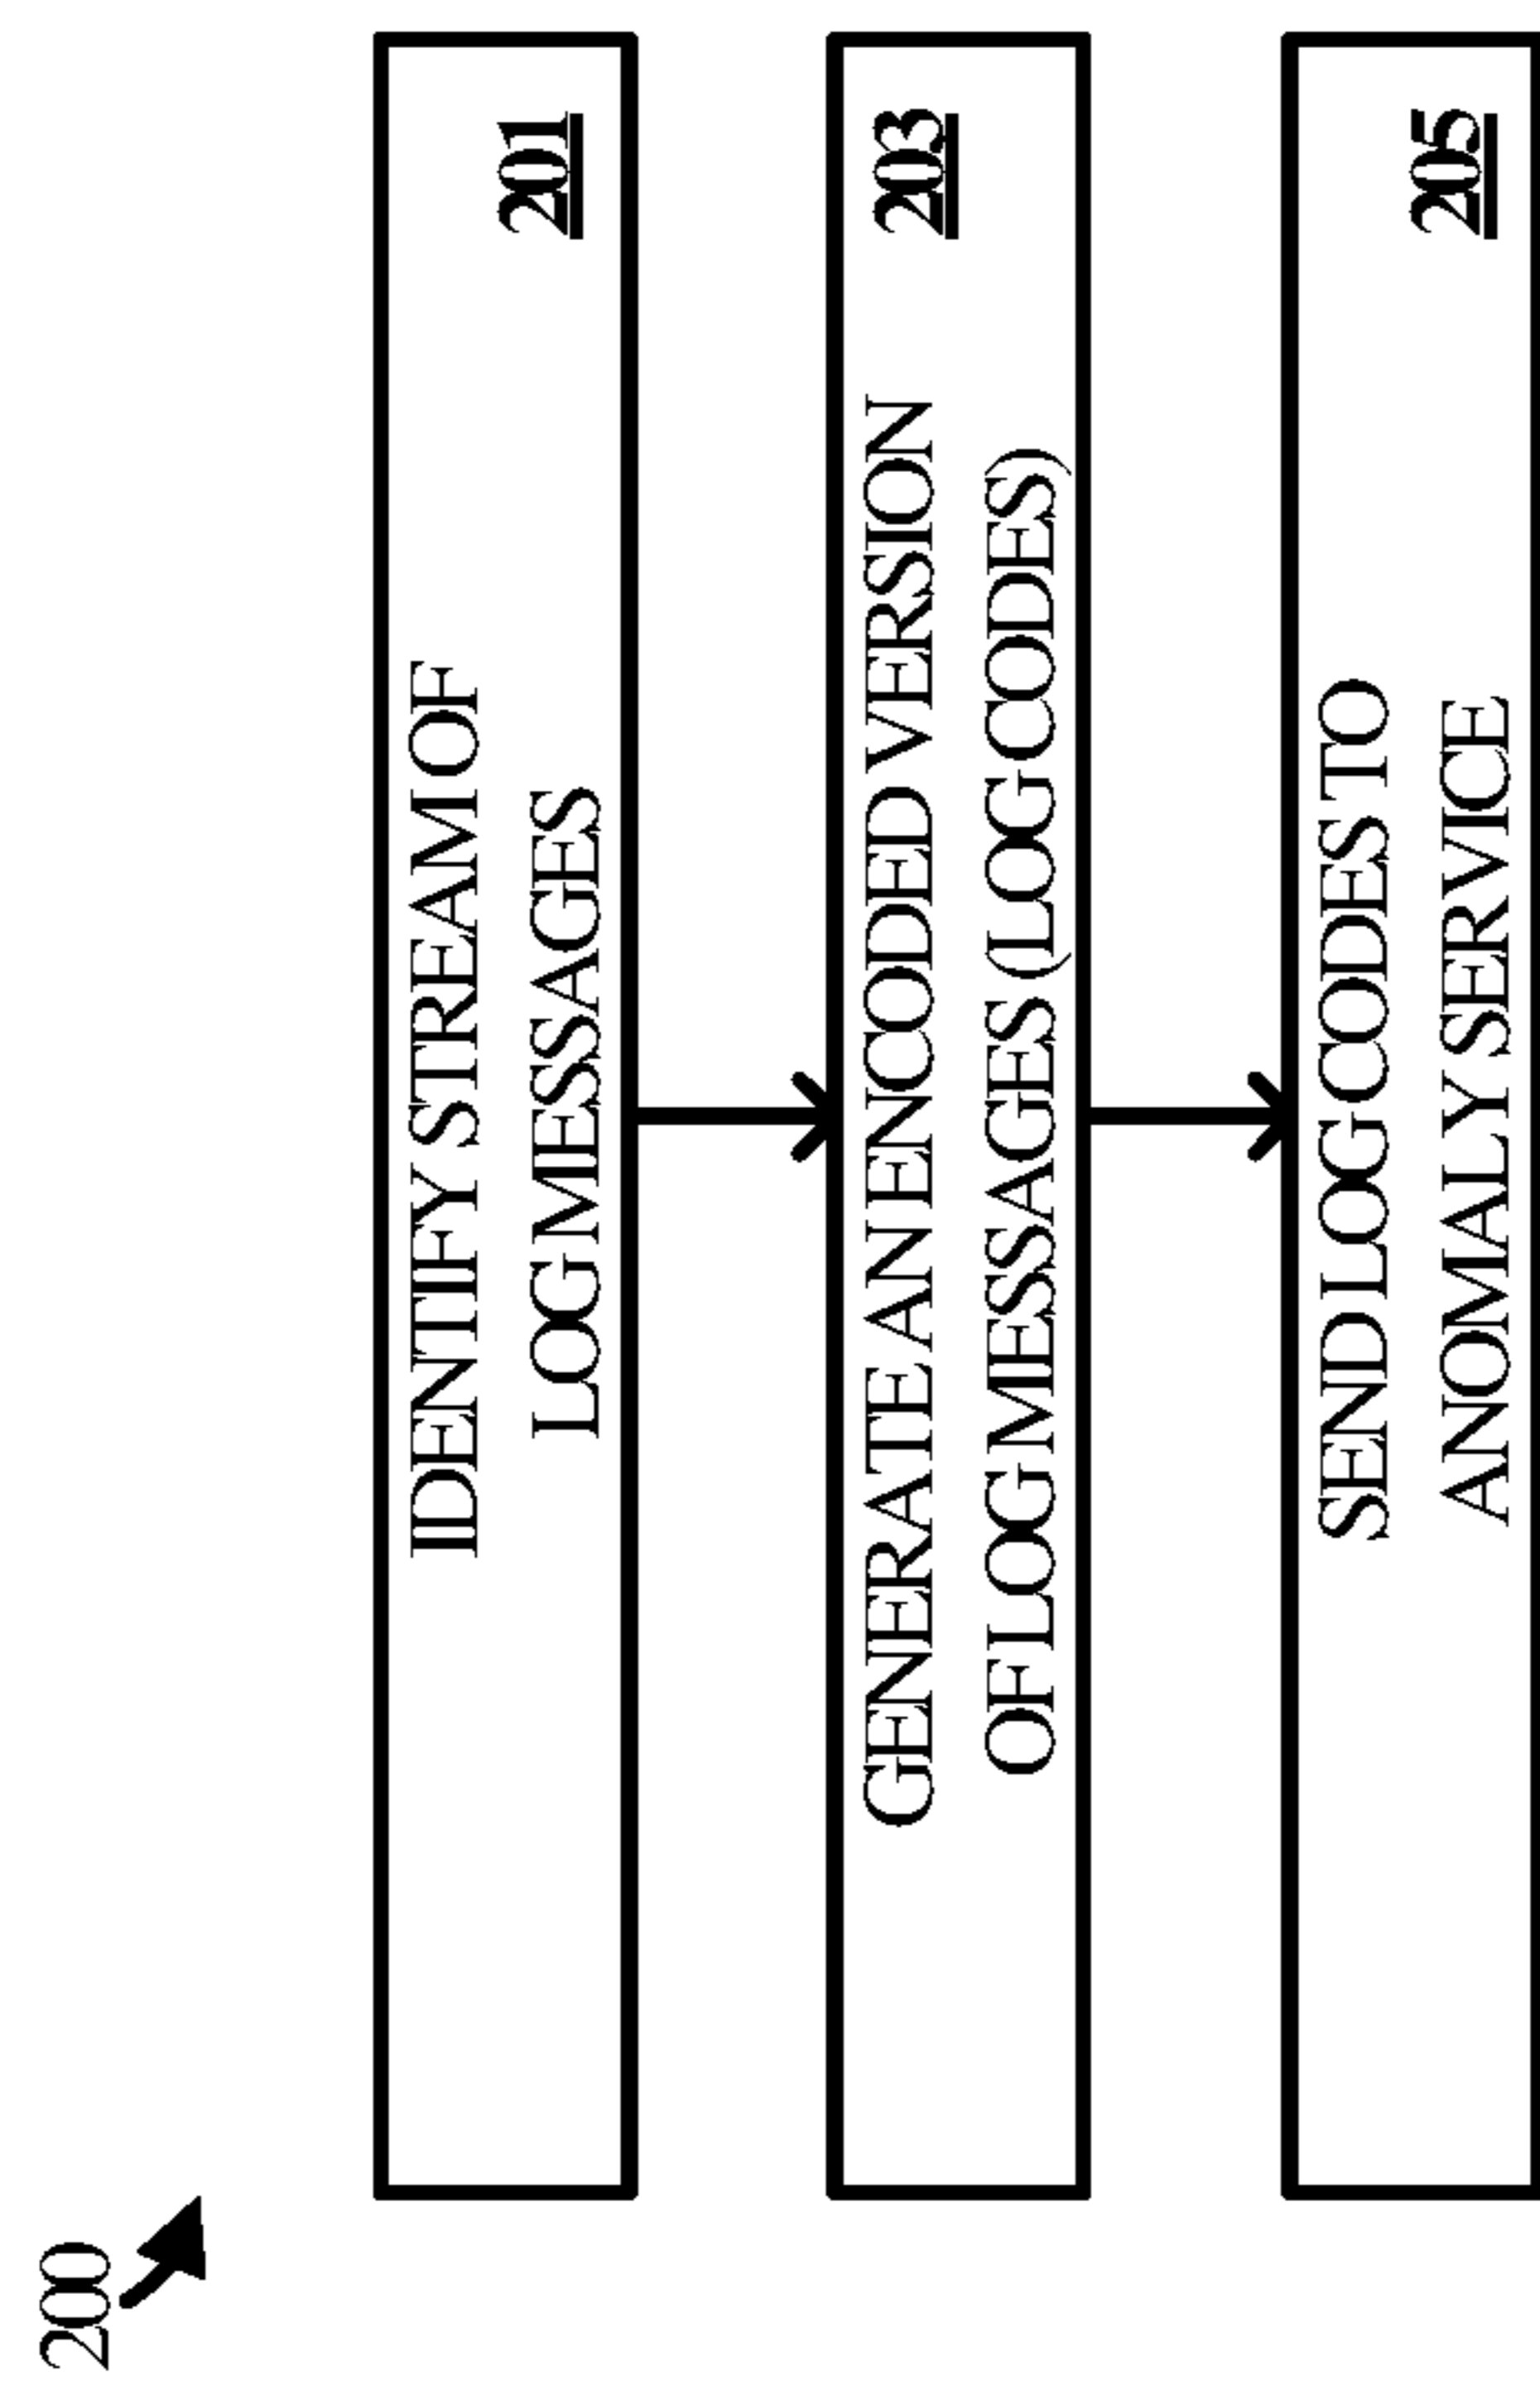 200
IDENTIFY STREAM OF
LOG MESSAGES
201
GENERATE AN ENCODED VERSION
OF LOG MESSAGES (LOG CODES)
203
SEND LOG CODES TO
ANOMALY SERVICE
205